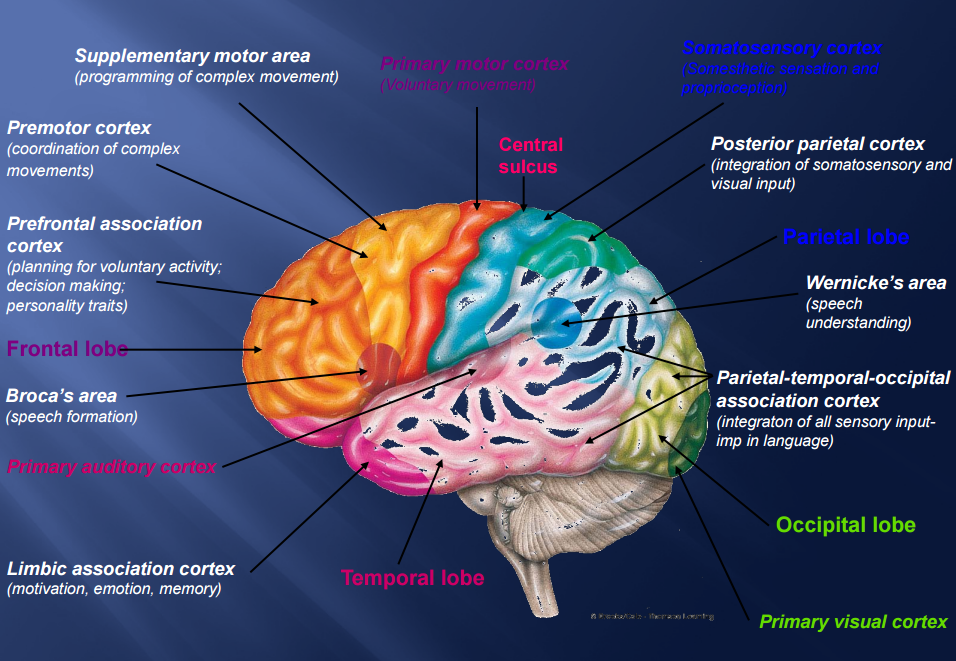 Supplementary motor area
(programming of complex movement)
Primary motor cortex
(Voluntary movement)
Somatosensory cortex
(Somesthetic sensation and
proprioception)
Premotor cortex
(coordination of complex
movements)
Central
sulcus
Posterior parietal cortex
(integration of somatosensory and
visual input)
Prefrontal association
cortex
(planning for voluntary activity;
decision making;
personality traits)
Parietal lobe
Wernicke's area
(speech
understanding)
Frontal lobe
Broca's area
(speech formation)
Parietal-temporal-occipital
association cortex
(integraton of all sensory input-
imp in language)
Primary auditory cortex
Occipital lobe
Limbic association cortex
(motivation, emotion, memory)
Temporal lobe
Primary visual cortex